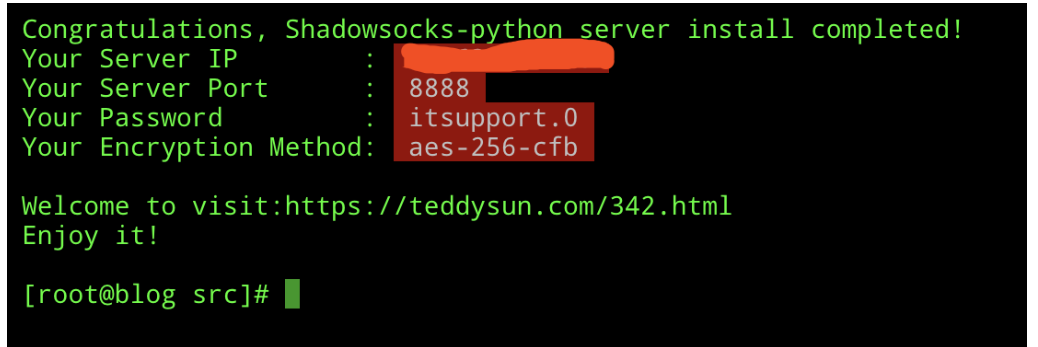 Congratulations, Shadowsocks-python server install completed!
Your Server IP        :
Your Server Port      :  8888
Your Password         :  itsupport.0
Your Encryption Method:  aes-256-cfb
Welcome to visit:https://teddysun.com/342.html
Enjoy it!
[root@blog src]#